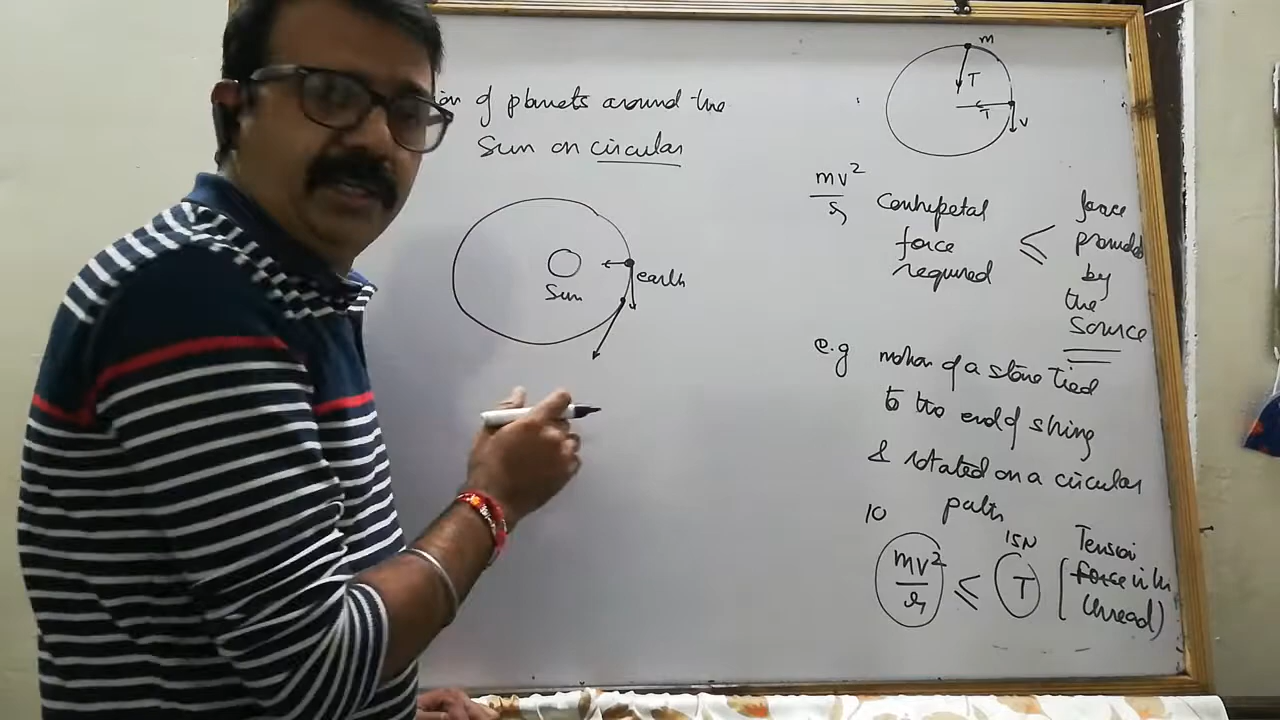 on of planets around the
Sun on circular
Sun
earth
m
T
T
v
mv²
r
Centripetal
force
required
≤
force
provided
by
the
source
e.g motion of a stone tied
to the end of string
& rotated on a circular
path
10
15N
mv²
r
≤
T
Tension
force in the
thread)